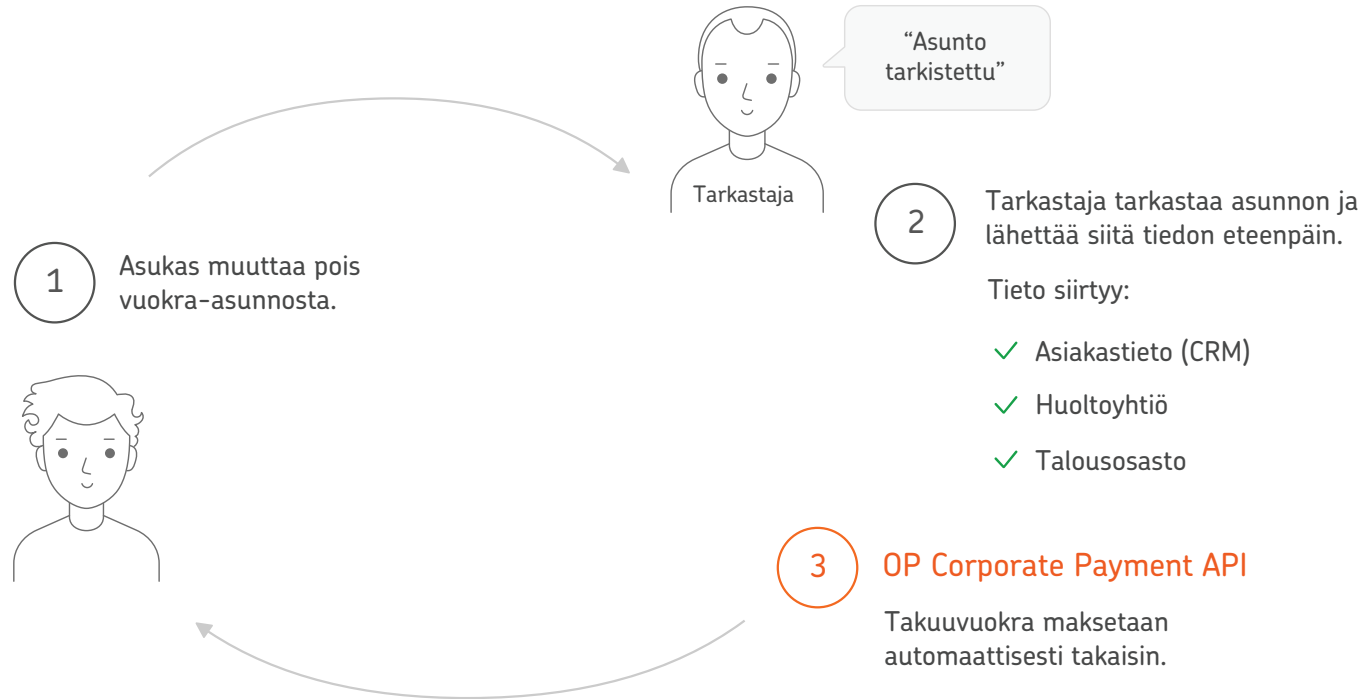 1
Asukas muuttaa pois
vuokra-asunnosta.
“Asunto
tarkistettu”
Tarkastaja
2
Tarkastaja tarkastaa asunnon ja
lähettää siitä tiedon eteenpäin.
Tieto siirtyy:
Asiakastieto (CRM)
Huoltoyhtiö
Talousosasto
3
OP Corporate Payment API
Takuuvuokra maksetaan
automaattisesti takaisin.